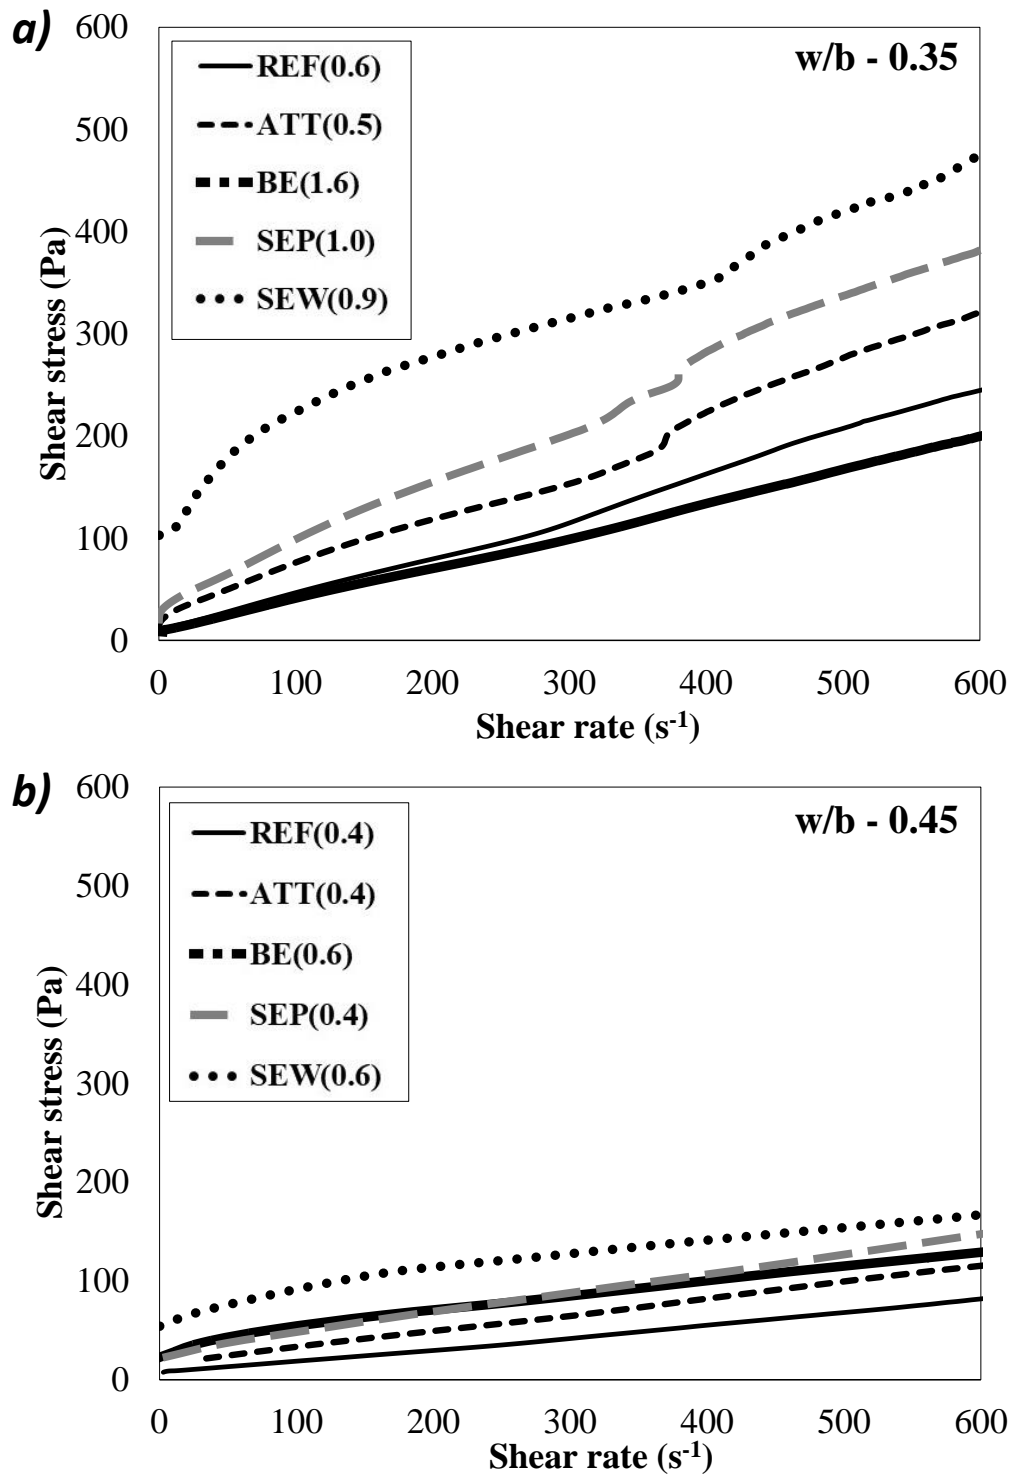 a)
w/b - 0.35
REF(0.6)
ATT(0.5)
BE(1.6)
SEP(1.0)
SEW(0.9)
Shear stress (Pa)
600
500
400
300
200
100
0
0 100 200 300 400 500 600
Shear rate (s⁻¹)
b)
w/b - 0.45
REF(0.4)
ATT(0.4)
BE(0.6)
SEP(0.4)
SEW(0.6)
Shear stress (Pa)
600
500
400
300
200
100
0
0 100 200 300 400 500 600
Shear rate (s⁻¹)